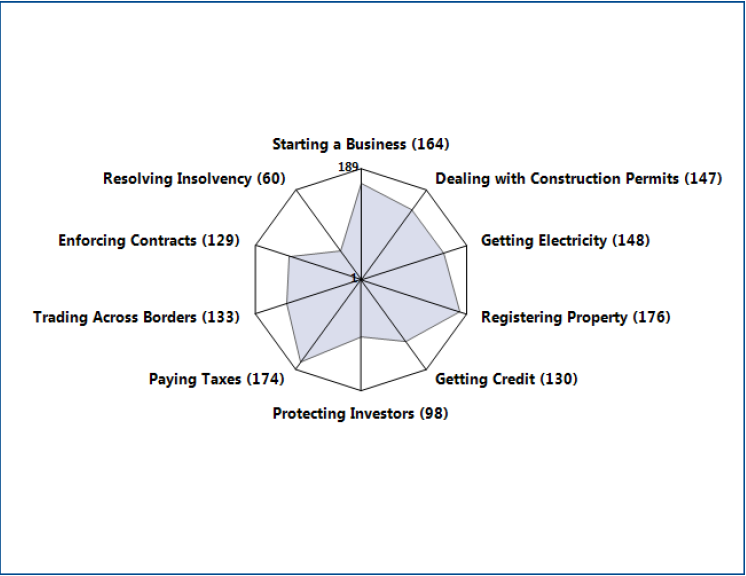 Starting a Business (164)
189
Resolving Insolvency (60)
Dealing with Construction Permits (147)
Enforcing Contracts (129)
Getting Electricity (148)
1
Trading Across Borders (133)
Registering Property (176)
Paying Taxes (174)
Getting Credit (130)
Protecting Investors (98)